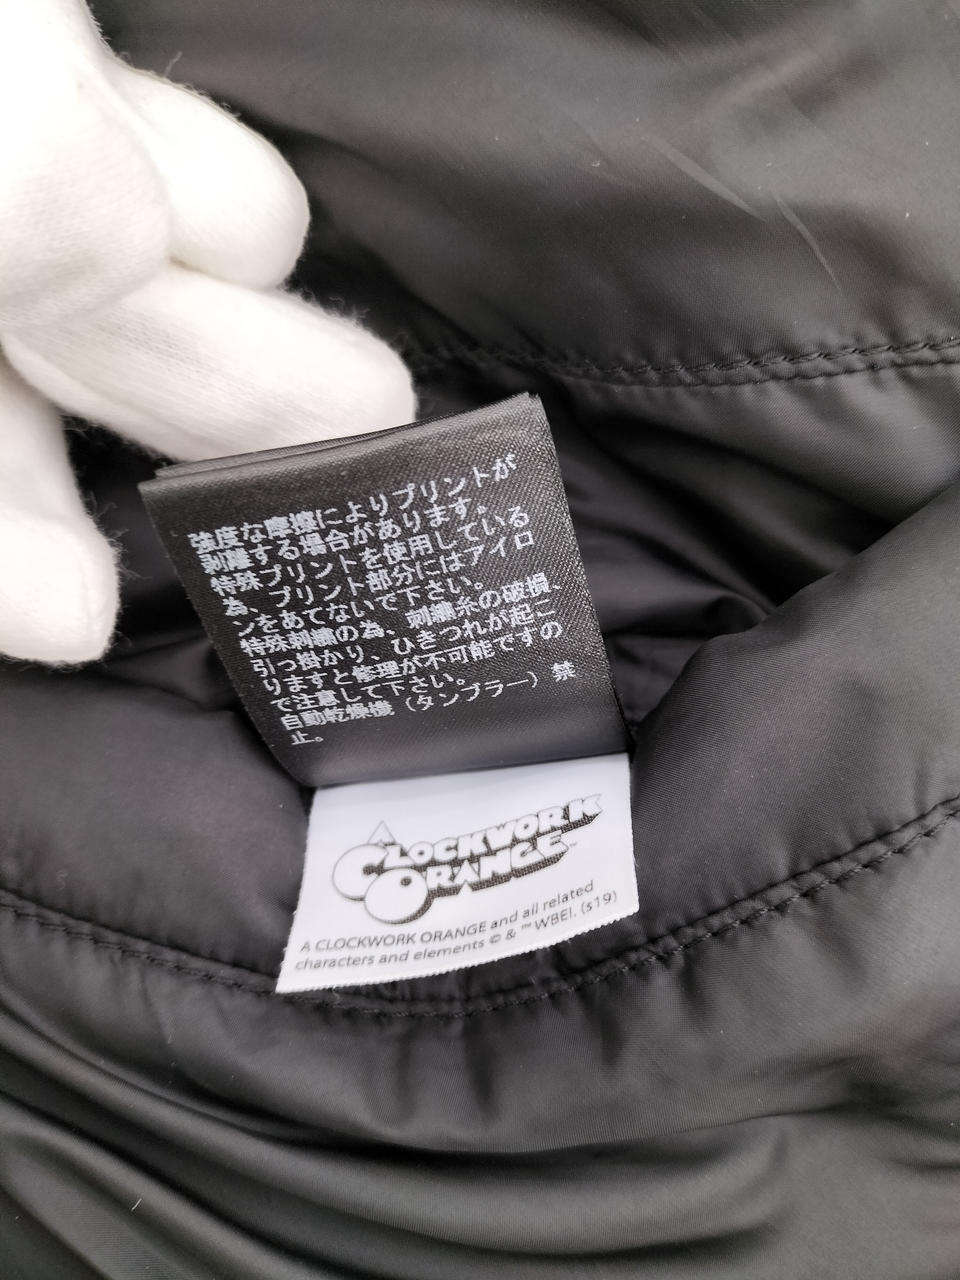 強度な摩擦によりプリントが
剥離する場合があります。
特殊プリントを使用している
為、プリント部分にはアイロ
ンをあてないで下さい。
特殊刺繍の為、刺繍糸の破損、
引っ掛かり、ひきつれが起こ
りますと修理が不可能ですの
で注意して下さい。
自動乾燥機（タンブラー）禁
止。
A CLOCKWORK
ORANGE™
A CLOCKWORK ORANGE and all related
characters and elements © & ™ WBEI. (s19)